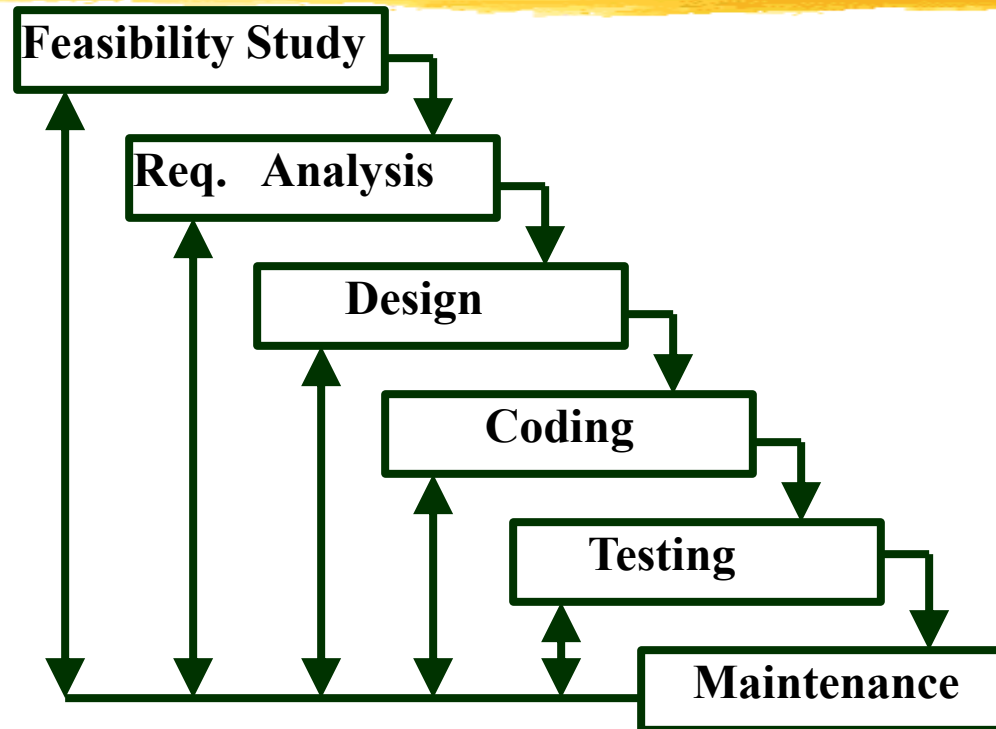 Feasibility Study
Req. Analysis
Design
Coding
Testing
Maintenance